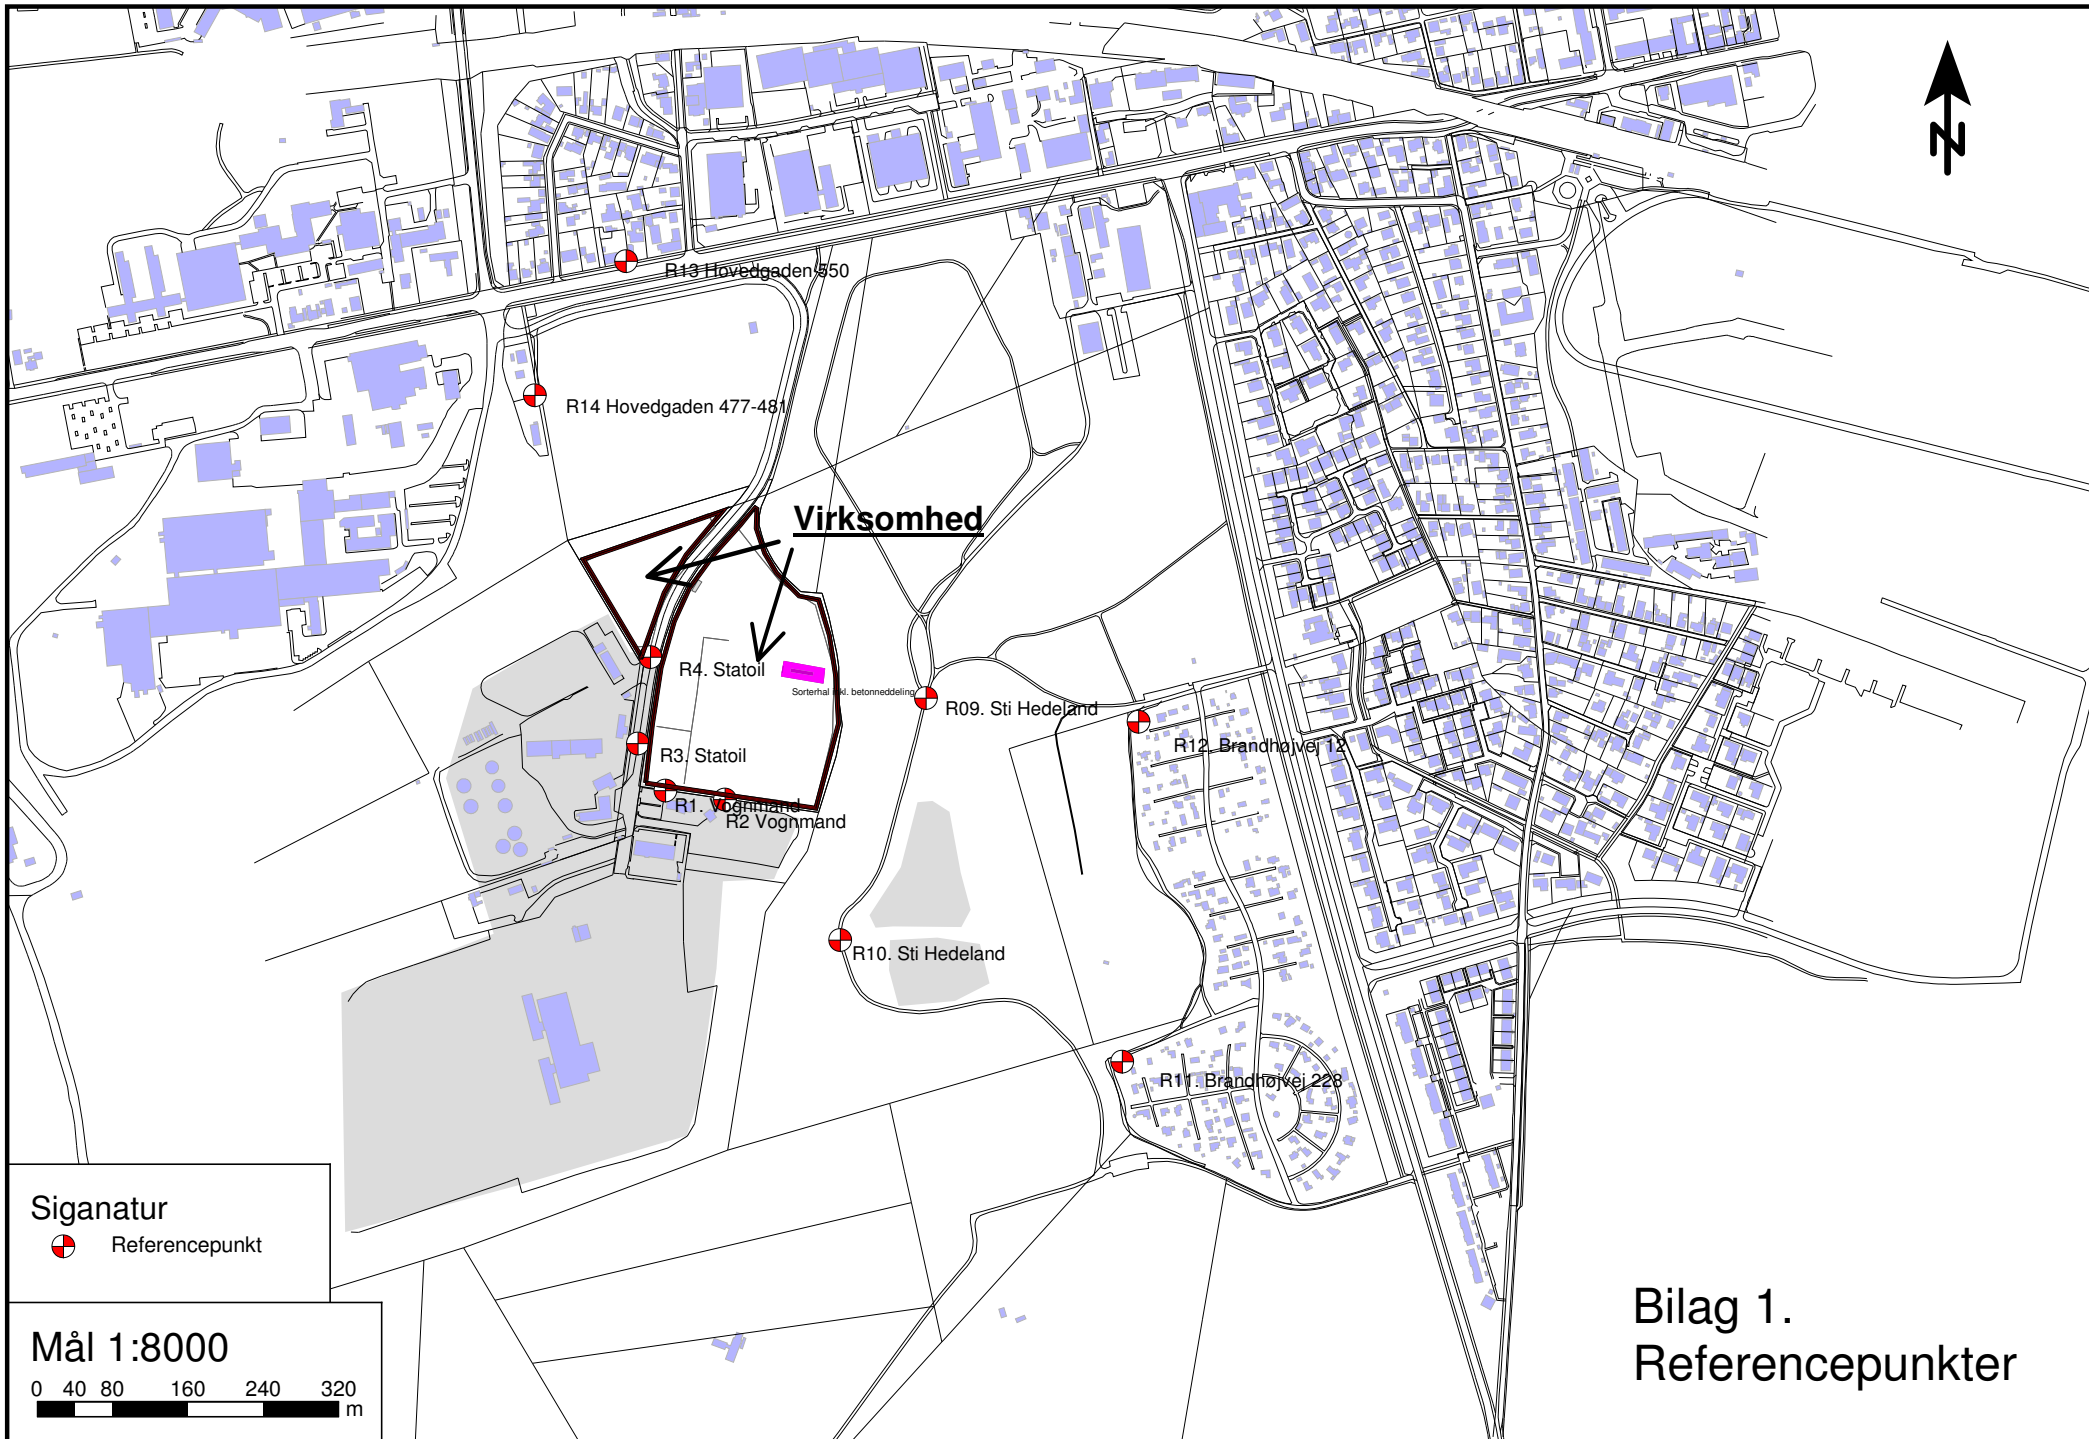 N
R13 Hovedgaden 550
R14 Hovedgaden 477-481
Virksomhed
R4. Statoil
Sorterhal inkl. betonneddeling
R09. Sti Hedeland
R12. Brandhøjvej 12
R3. Statoil
R1. Vognmand
R2 Vognmand
R10. Sti Hedeland
R11. Brandhøjvej 228
Siganatur
Referencepunkt
Mål 1:8000
0 40 80 160 240 320
m
Bilag 1.
Referencepunkter